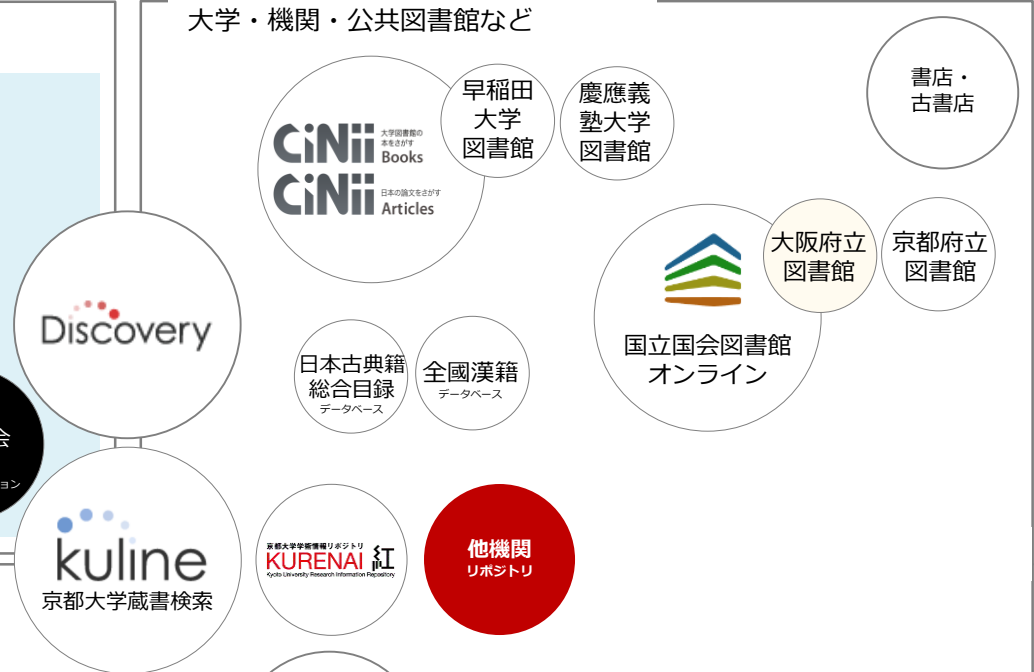 大学・機関・公共図書館など
書店・
古書店
早稲田
大学
図書館
慶應義
塾大学
図書館
CiNii
大学図書館の
本をさがす
Books
CiNii
日本の論文をさがす
Articles
大阪府立
図書館
京都府立
図書館
国立国会図書館
オンライン
Discovery
日本古典籍
総合目録
データベース
全國漢籍
データベース
会
ョン
kuline
京都大学蔵書検索
京都大学学術情報リポジトリ
KURENAI 紅
Kyoto University Research Information Repository
他機関
リポジトリ